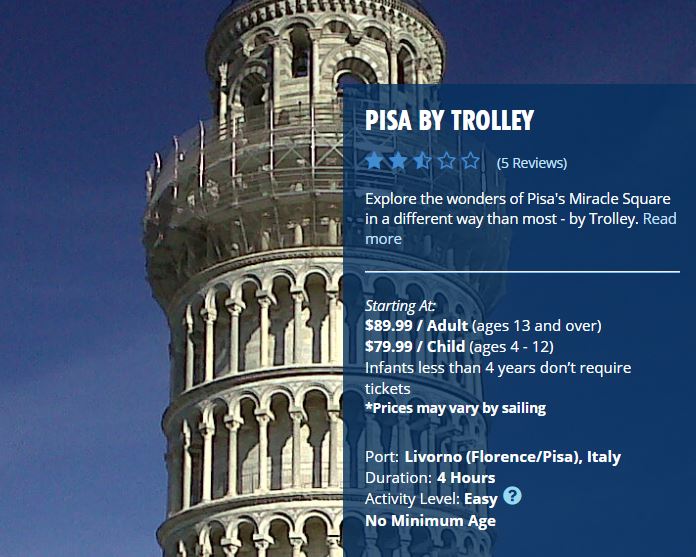 PISA BY TROLLEY
(5 Reviews)
Explore the wonders of Pisa's Miracle Square
in a different way than most - by Trolley. Read
more
Starting At:
$89.99 / Adult (ages 13 and over)
$79.99 / Child (ages 4 - 12)
Infants less than 4 years don’t require
tickets
*Prices may vary by sailing
Port: Livorno (Florence/Pisa), Italy
Duration: 4 Hours
Activity Level: Easy ?
No Minimum Age